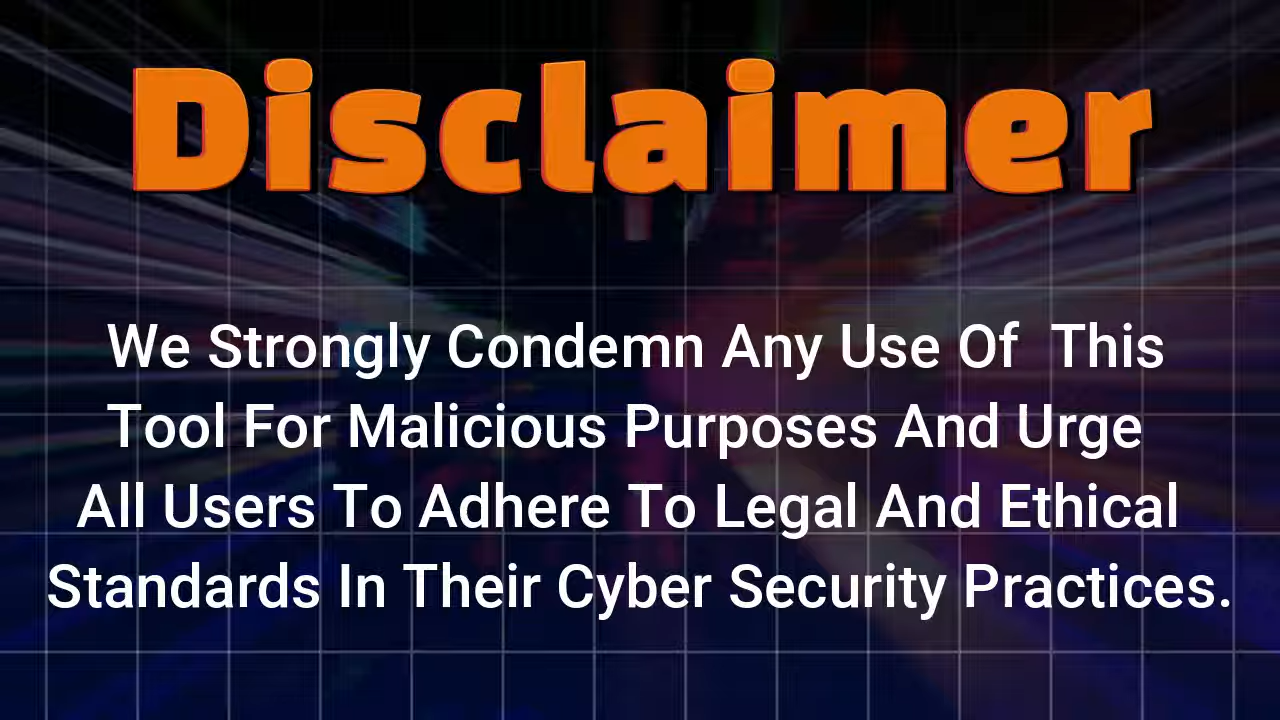 Disclaimer
We Strongly Condemn Any Use Of  This
Tool For Malicious Purposes And Urge
All Users To Adhere To Legal And Ethical
Standards In Their Cyber Security Practices.